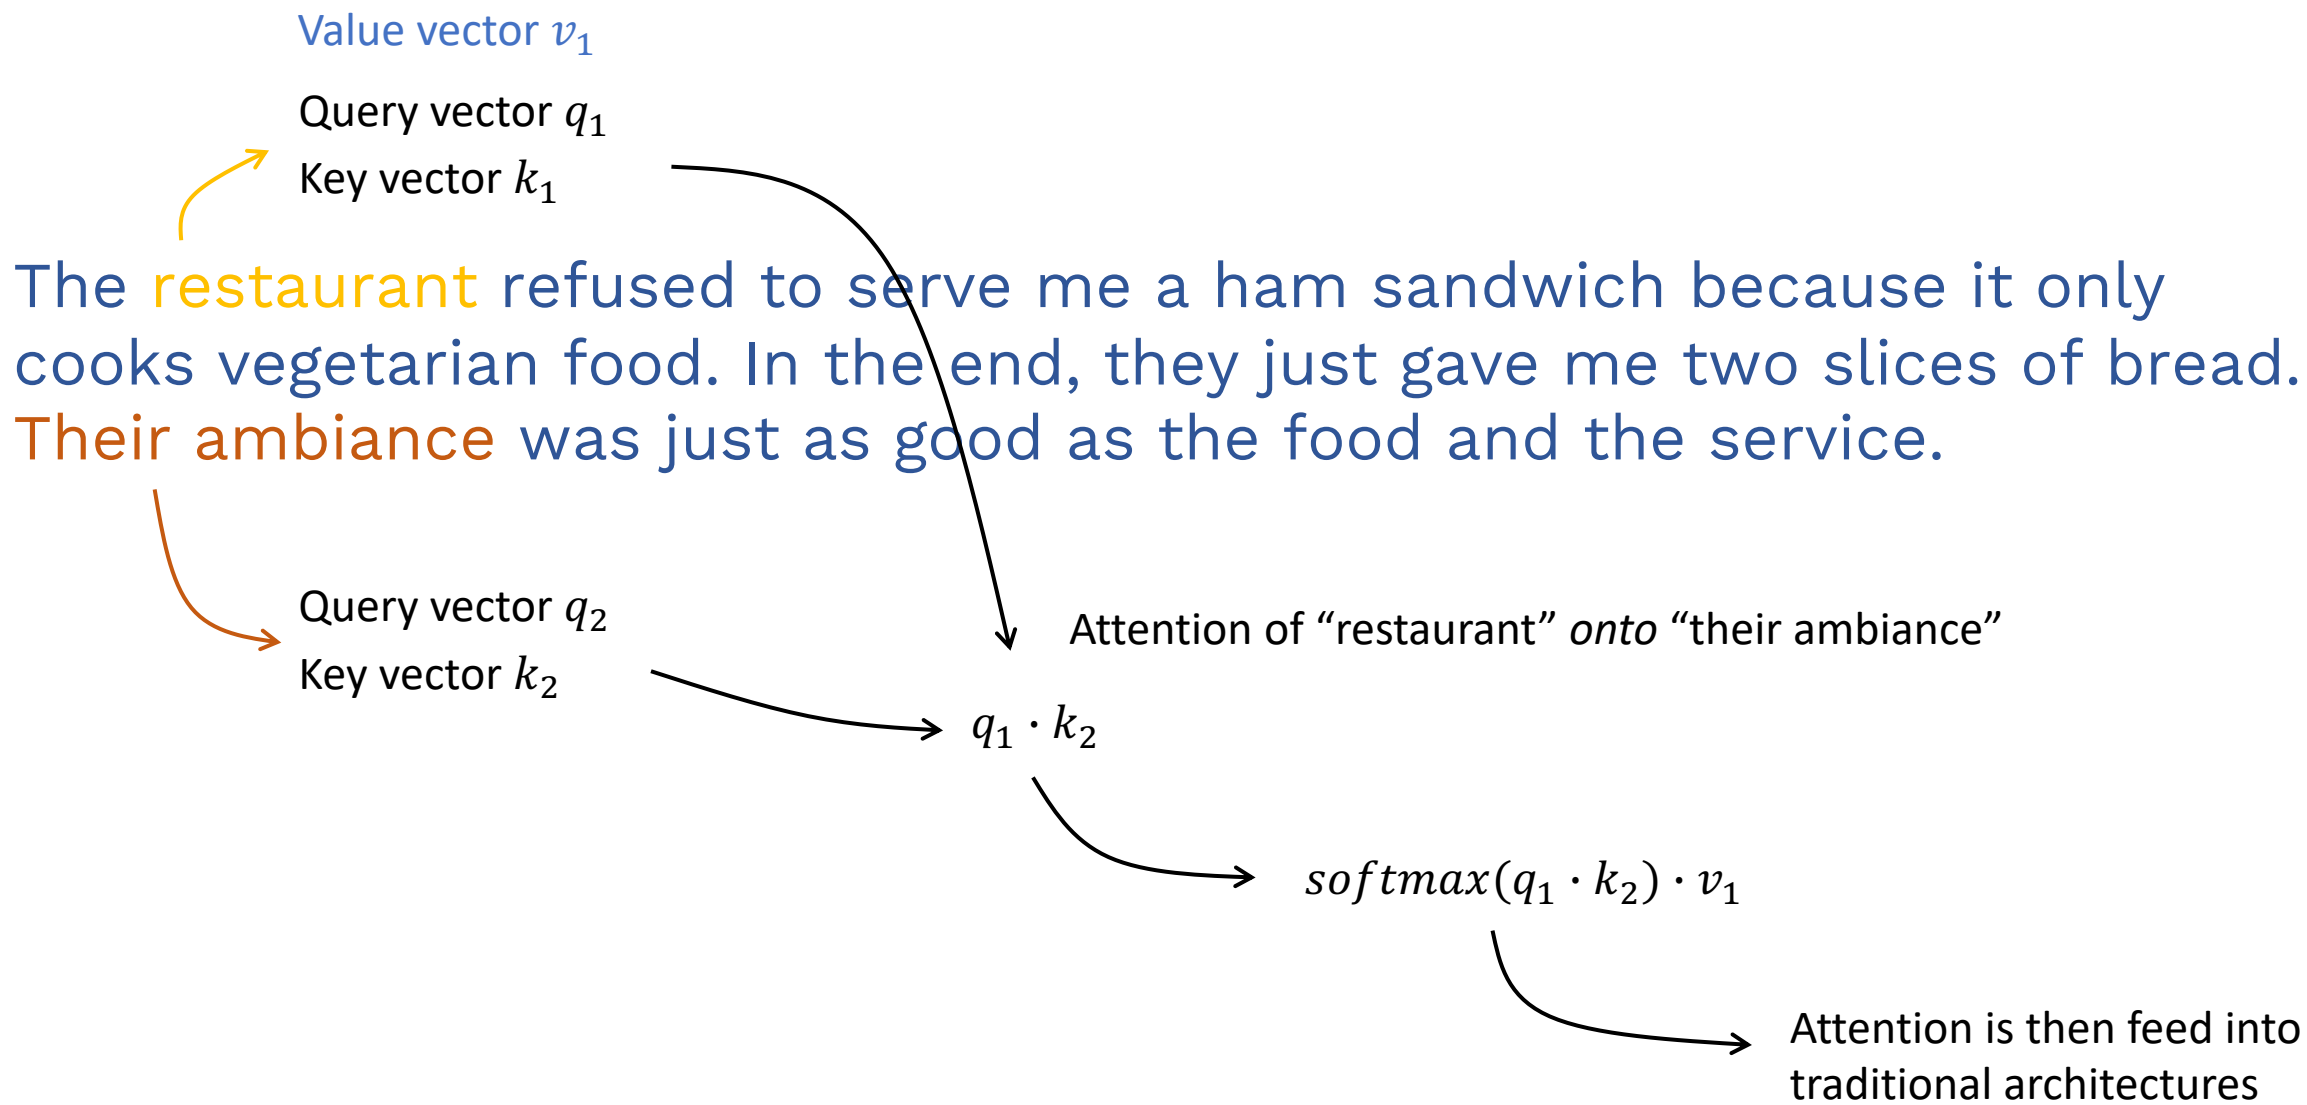 Value vector 𝑣₁
Query vector 𝑞₁
Key vector 𝑘₁
The restaurant refused to serve me a ham sandwich because it only
cooks vegetarian food. In the end, they just gave me two slices of bread.
Their ambiance was just as good as the food and the service.
Query vector 𝑞₂
Key vector 𝑘₂
Attention of “restaurant” onto “their ambiance”
𝑞₁ · 𝑘₂
𝑠𝑜𝑓𝑡𝑚𝑎𝑥(𝑞₁ · 𝑘₂) · 𝑣₁
Attention is then feed into
traditional architectures